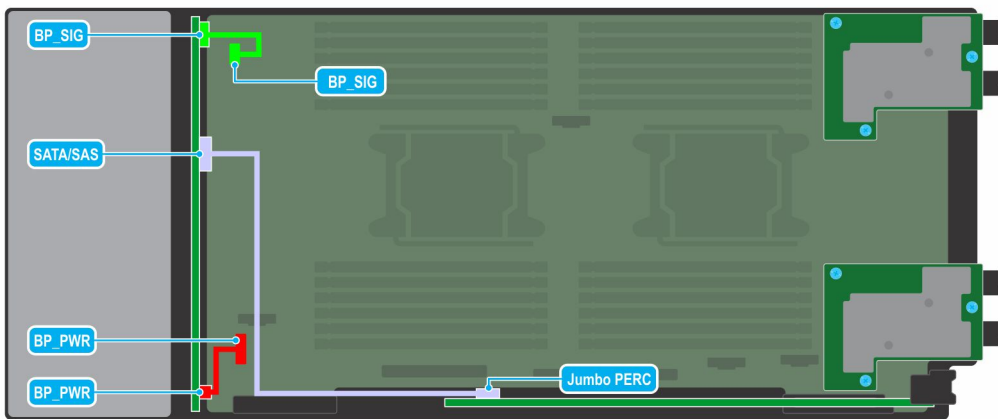 BP_SIG
BP_SIG
SATA/SAS
BP_PWR
Jumbo PERC
BP_PWR